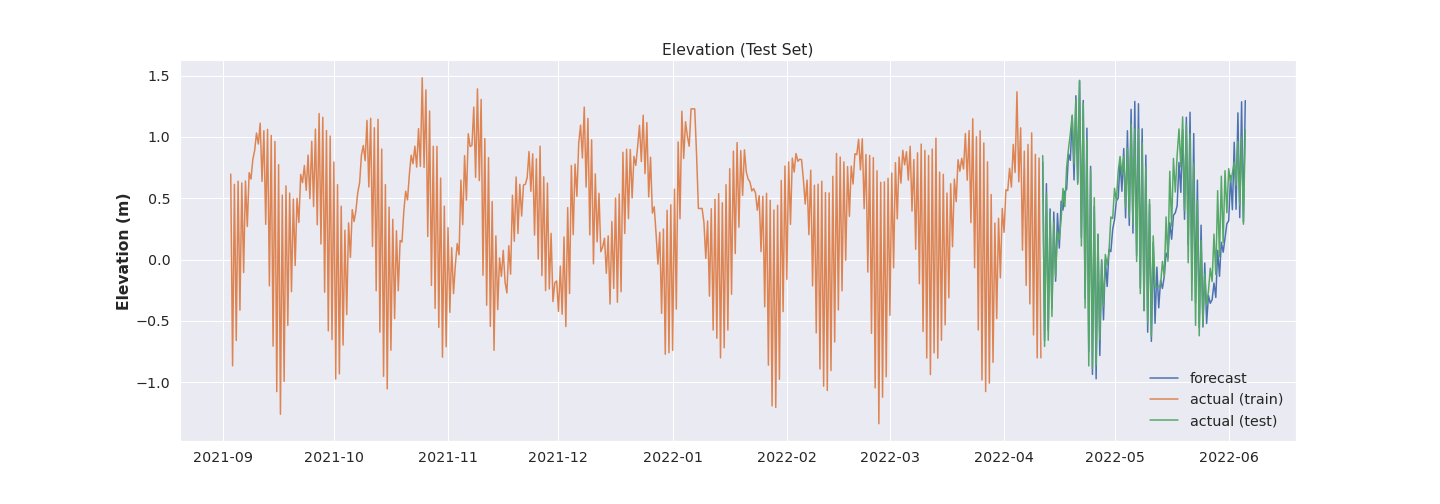 Elevation (Test Set)
Elevation (m)
1.5
1.0
0.5
0.0
−0.5
−1.0
2021-09 2021-10 2021-11 2021-12 2022-01 2022-02 2022-03 2022-04 2022-05 2022-06
forecast
actual (train)
actual (test)